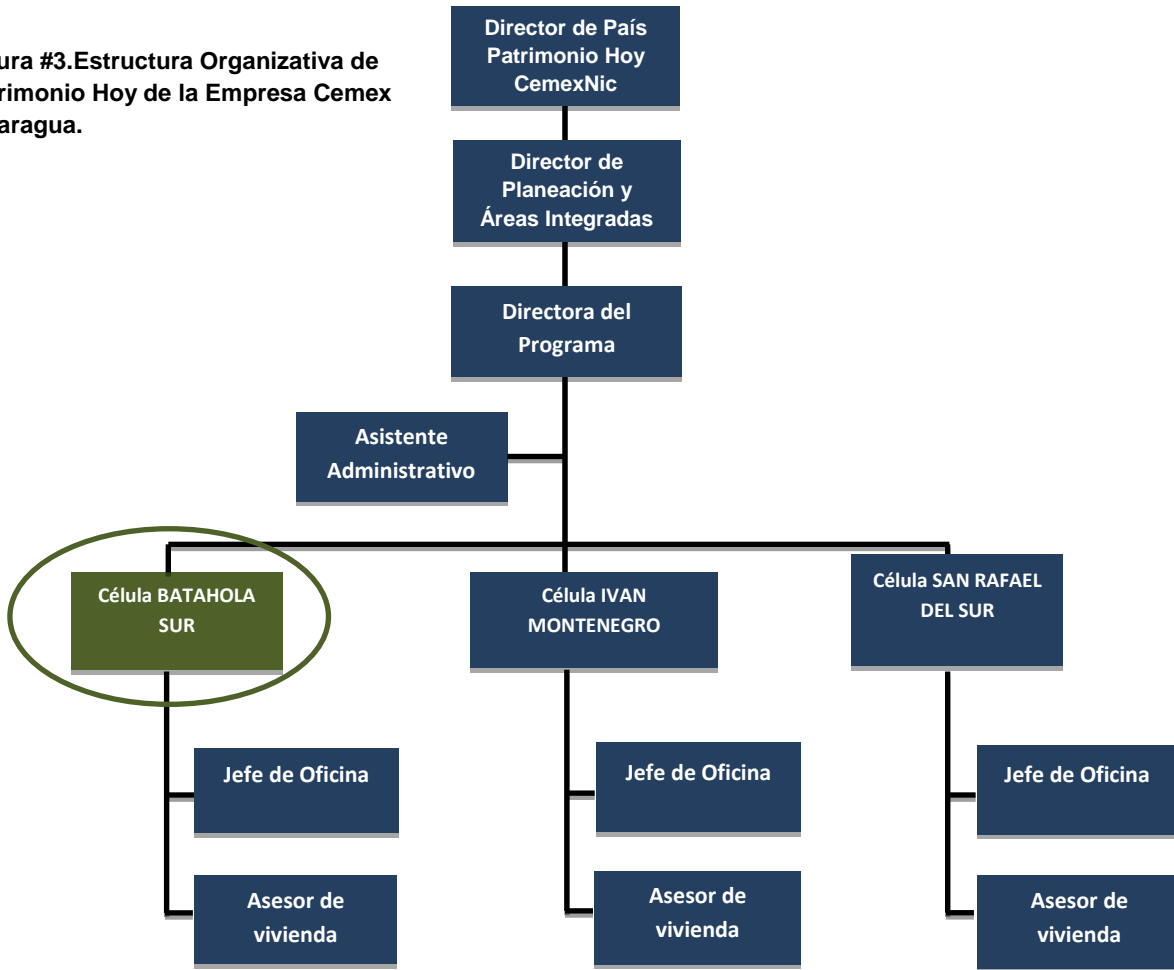 ura #3.Estructura Organizativa de
rimonio Hoy de la Empresa Cemex
aragua.
Director de País
Patrimonio Hoy
CemexNic
Director de
Planeación y
Áreas Integradas
Directora del
Programa
Asistente
Administrativo
Célula BATAHOLA
SUR
Célula IVAN
MONTENEGRO
Célula SAN RAFAEL
DEL SUR
Jefe de Oficina
Jefe de Oficina
Jefe de Oficina
Asesor de
vivienda
Asesor de
vivienda
Asesor de
vivienda